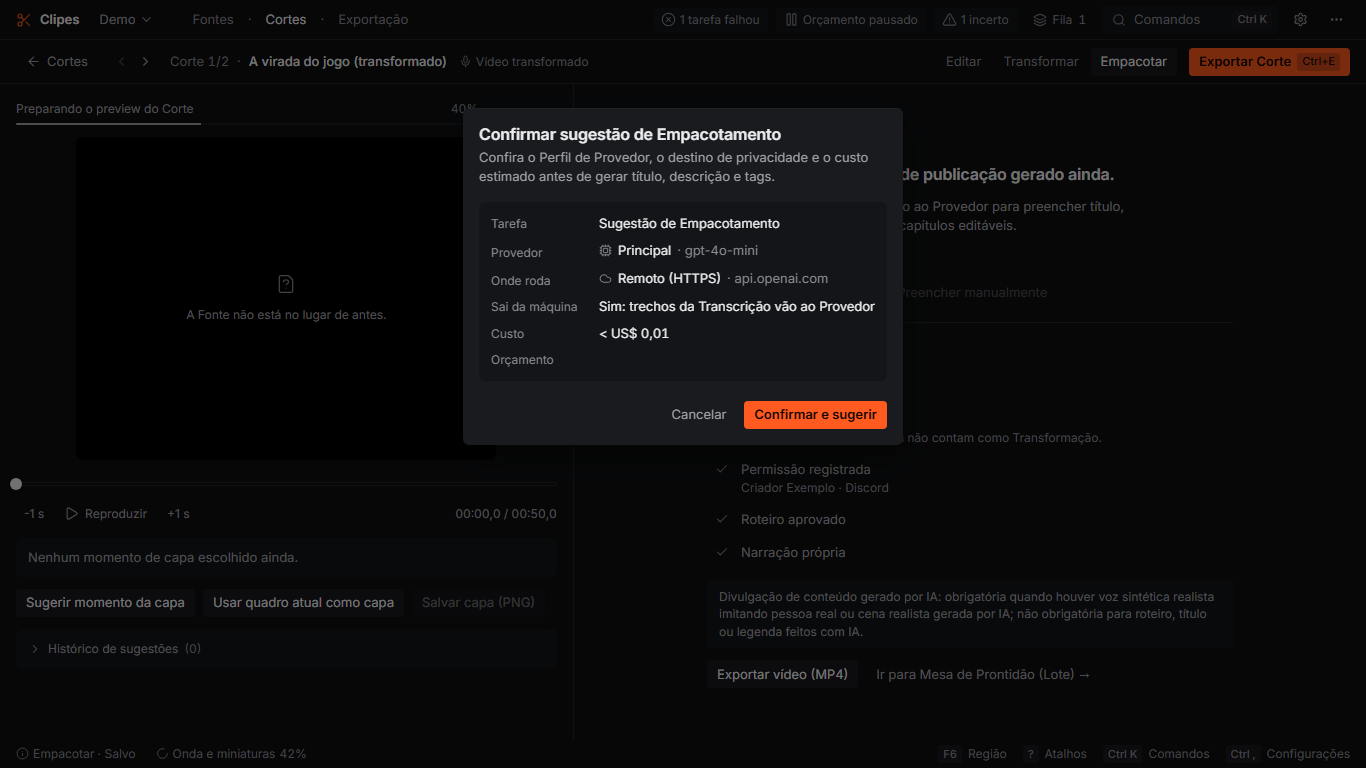 Clipes Demo Fontes · Cortes · Exportação 1 tarefa falhou Orçamento pausado 1 incerto Fila 1 Comandos Ctrl K
Cortes Corte 1/2 · A virada do jogo (transformado) Vídeo transformado Editar Transformar Empacotar Exportar Corte Ctrl+E
Preparando o preview do Corte 40%
A Fonte não está no lugar de antes.
-1 s Reproduzir +1 s 00:00,0 / 00:50,0
Nenhum momento de capa escolhido ainda.
Sugerir momento da capa Usar quadro atual como capa Salvar capa (PNG)
Histórico de sugestões (0)
Confirmar sugestão de Empacotamento
Confira o Perfil de Provedor, o destino de privacidade e o custo
estimado antes de gerar título, descrição e tags.
Tarefa Sugestão de Empacotamento
Provedor Principal · gpt-4o-mini
Onde roda Remoto (HTTPS) · api.openai.com
Sai da máquina Sim: trechos da Transcrição vão ao Provedor
Custo < US$ 0,01
Orçamento
Cancelar Confirmar e sugerir
de publicação gerado ainda.
ao Provedor para preencher título,
capítulos editáveis.
Preencher manualmente
não contam como Transformação.
Permissão registrada
Criador Exemplo · Discord
Roteiro aprovado
Narração própria
Divulgação de conteúdo gerado por IA: obrigatória quando houver voz sintética realista
imitando pessoa real ou cena realista gerada por IA; não obrigatória para roteiro, título
ou legenda feitos com IA.
Exportar vídeo (MP4) Ir para Mesa de Prontidão (Lote) →
Empacotar · Salvo Onda e miniaturas 42% F6 Região ? Atalhos Ctrl K Comandos Ctrl , Configurações